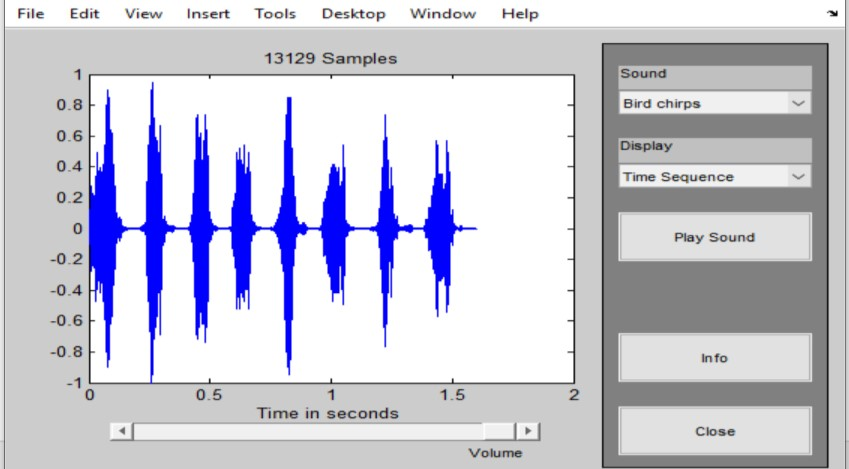 File Edit View Insert Tools Desktop Window Help
13129 Samples
1
0.8
0.6
0.4
0.2
0
-0.2
-0.4
-0.6
-0.8
-1
0 0.5 1 1.5 2
Time in seconds
Volume
Sound
Bird chirps
Display
Time Sequence
Play Sound
Info
Close